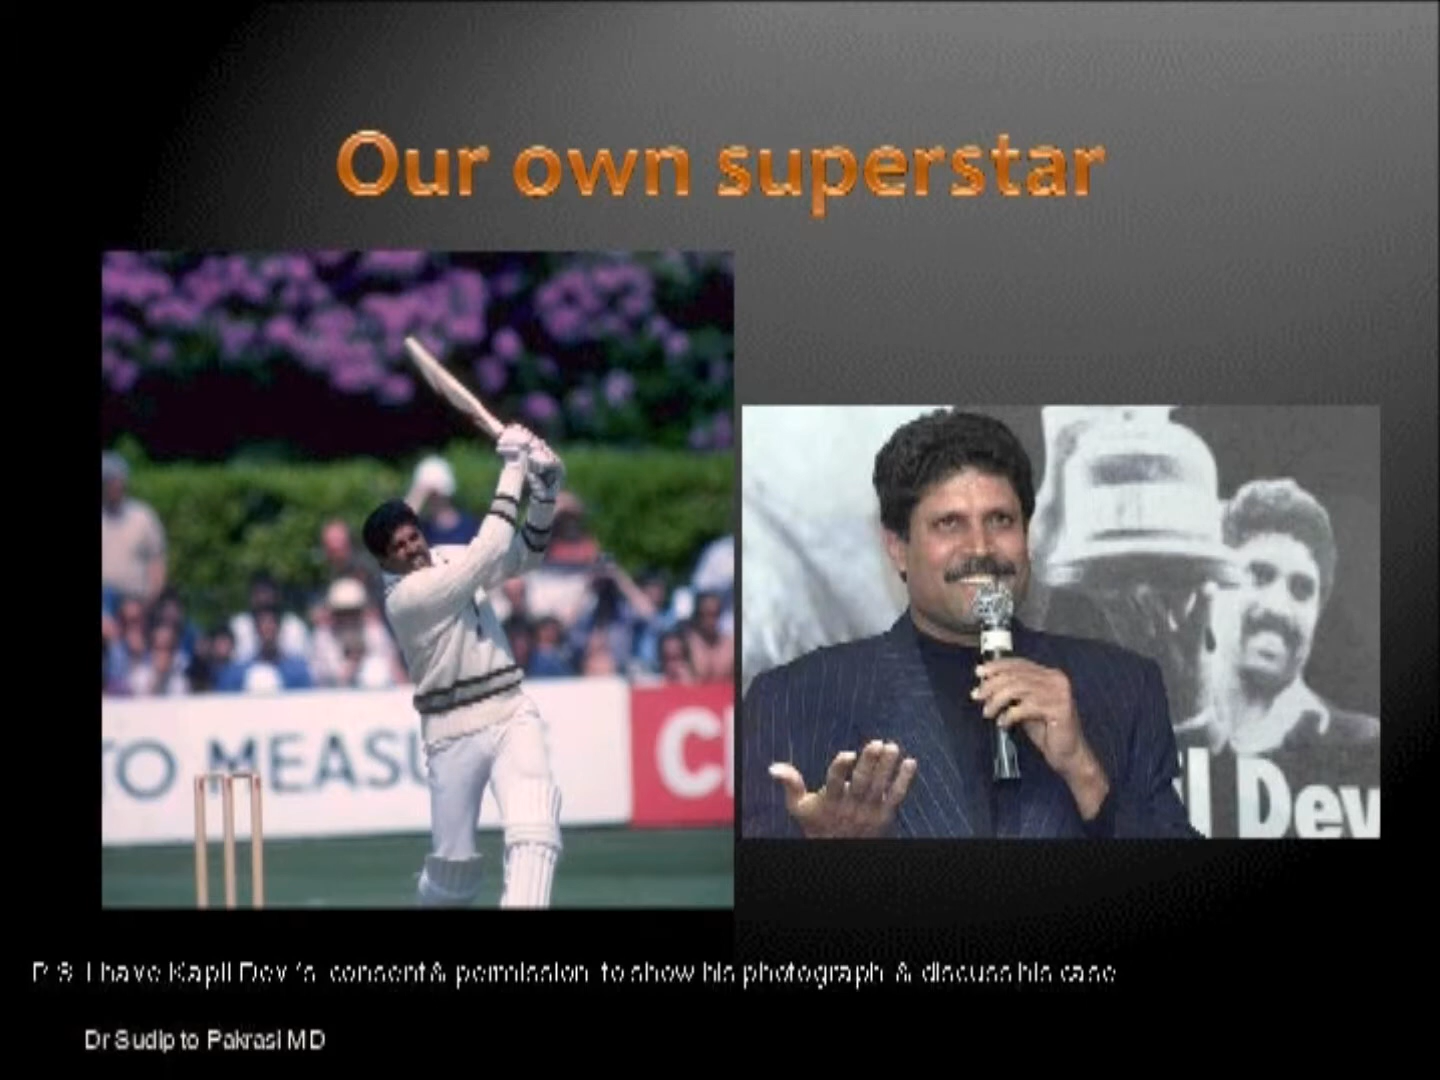 Our own superstar
TO MEASU
C
il Dev
P S I have Kapil Dev 's consent & permission to show his photograph & discuss his case
Dr Sudipto Pakrasi MD